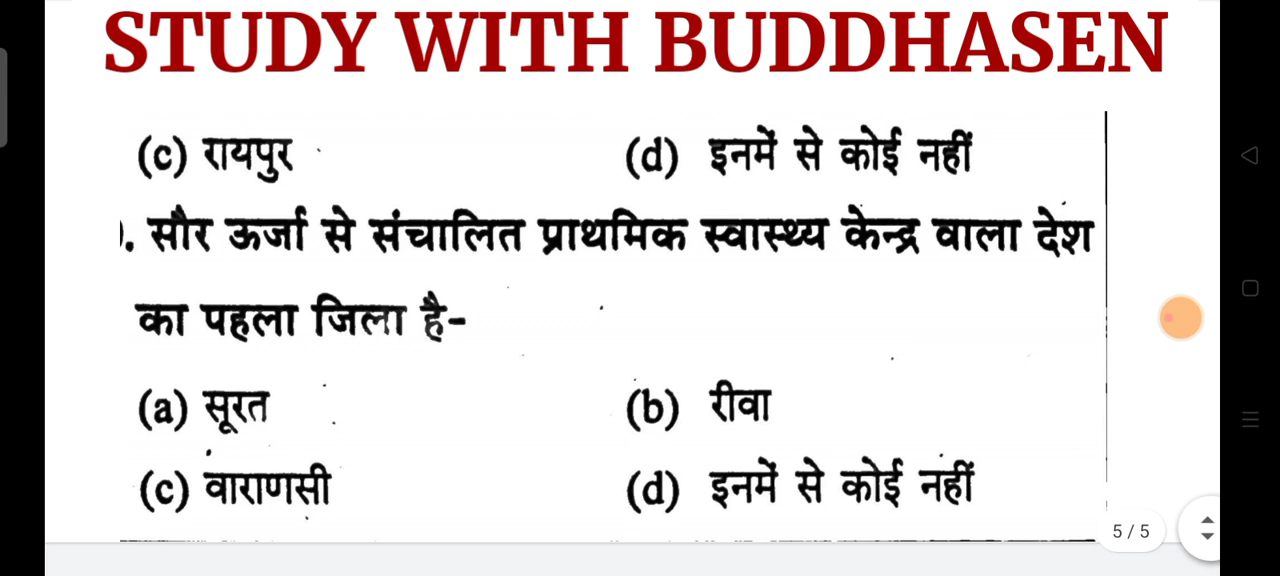 STUDY WITH BUDDHASEN
(c) रायपुर (d) इनमें से कोई नहीं
. सौर ऊर्जा से संचालित प्राथमिक स्वास्थ्य केन्द्र वाला देश
का पहला जिला है-
(a) सूरत (b) रीवा
(c) वाराणसी (d) इनमें से कोई नहीं
5 / 5